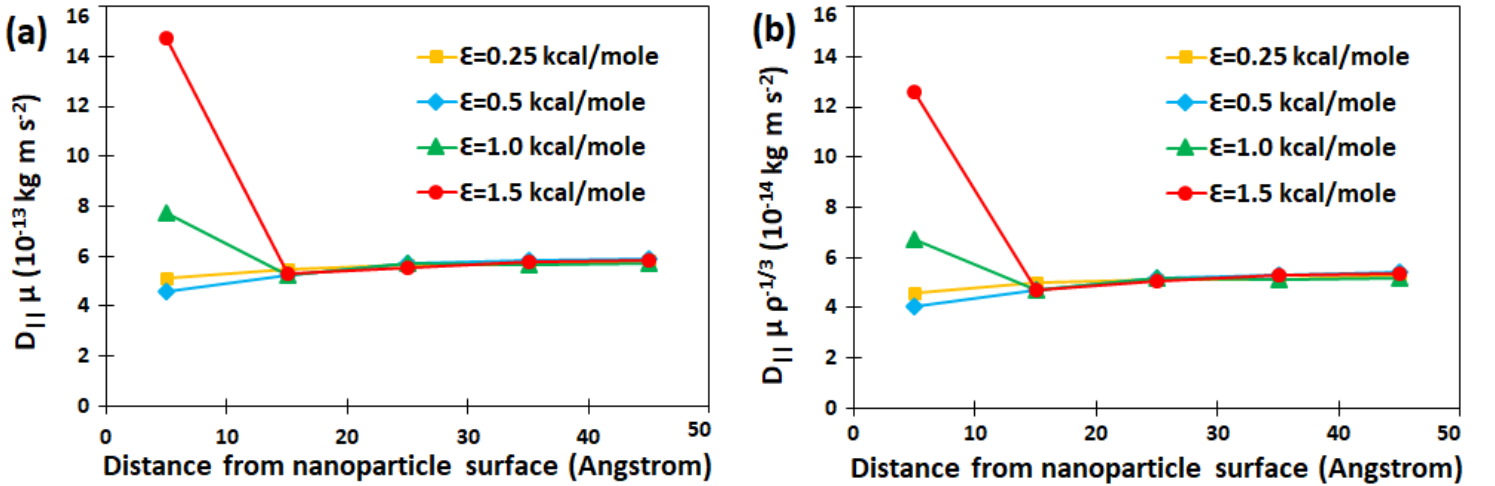 (a)
16
14
12
10
8
6
4
2
0
0 10 20 30 40 50
D|| μ (10-13 kg m s-2)
Distance from nanoparticle surface (Angstrom)
Ɛ=0.25 kcal/mole
Ɛ=0.5 kcal/mole
Ɛ=1.0 kcal/mole
Ɛ=1.5 kcal/mole
(b)
16
14
12
10
8
6
4
2
0
0 10 20 30 40 50
D|| μ ρ-1/3 (10-14 kg m s-2)
Distance from nanoparticle surface (Angstrom)
Ɛ=0.25 kcal/mole
Ɛ=0.5 kcal/mole
Ɛ=1.0 kcal/mole
Ɛ=1.5 kcal/mole